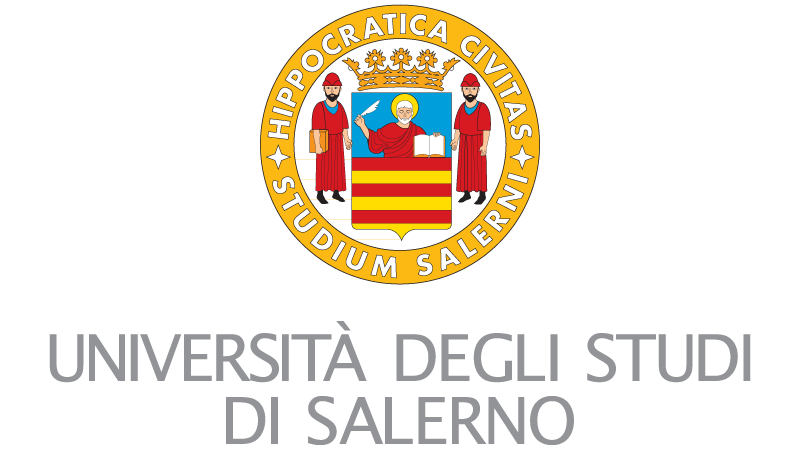 HIPPOCRATICA CIVITAS
STUDIUM SALERNI
UNIVERSITÀ DEGLI STUDI
DI SALERNO